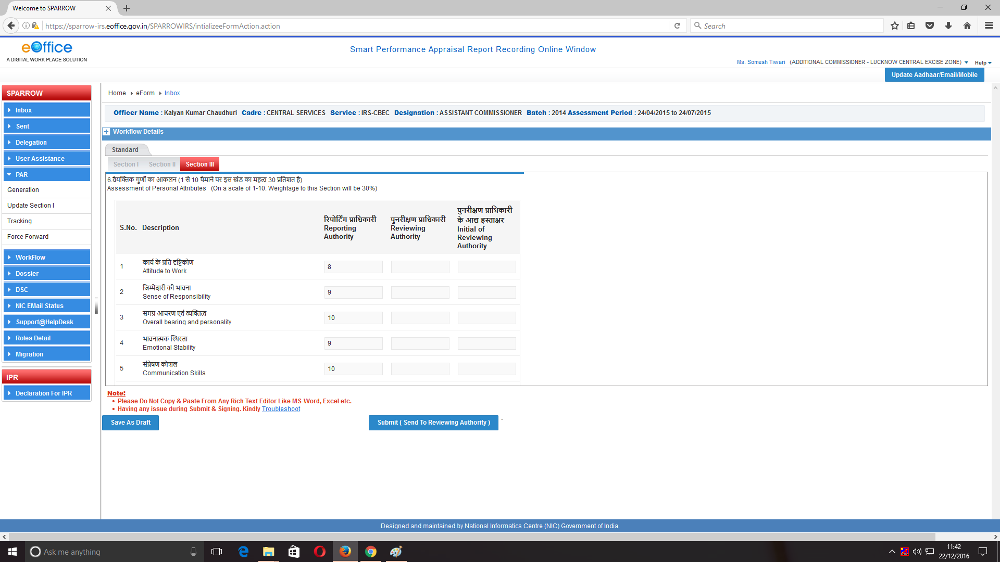 Welcome to SPARROW
https://sparrow-irs.eoffice.gov.in/SPARROWIRS/intializeeFormAction.action
Search
eOffice
A DIGITAL WORK PLACE SOLUTION
Smart Performance Appraisal Report Recording Online Window
Ms. Somesh Tiwari (ADDITIONAL COMMISSIONER - LUCKNOW CENTRAL EXCISE ZONE) Help
Update Aadhaar/Email/Mobile
SPARROW
Inbox
Sent
Delegation
User Assistance
PAR
Generation
Update Section I
Tracking
Force Forward
WorkFlow
Dossier
DSC
NIC EMail Status
Support@HelpDesk
Roles Detail
Migration
IPR
Declaration For IPR
Home eForm Inbox
Officer Name : Kalyan Kumar Chaudhuri Cadre : CENTRAL SERVICES Service : IRS-CBEC Designation : ASSISTANT COMMISSIONER Batch : 2014 Assessment Period : 24/04/2015 to 24/07/2015
Workflow Details
Standard
Section I Section II Section III
6.वैयक्तिक गुणों का आकलन (1 से 10 पैमाने पर इस खंड का महत्व 30 प्रतिशत है)
Assessment of Personal Attributes (On a scale of 1-10. Weightage to this Section will be 30%)
S.No. Description
रिपोर्टिंग प्राधिकारी
Reporting
Authority
पुनरीक्षण प्राधिकारी
Reviewing
Authority
पुनरीक्षण प्राधिकारी
के आद्य हस्ताक्षर
Initial of
Reviewing
Authority
1 कार्य के प्रति दृष्टिकोण
Attitude to Work 8
2 जिम्मेदारी की भावना
Sense of Responsibility 9
3 समग्र आचरण एवं व्यक्तित्व
Overall bearing and personality 10
4 भावनात्मक स्थिरता
Emotional Stability 9
5 संप्रेषण कौशल
Communication Skills 10
Note:
Please Do Not Copy & Paste From Any Rich Text Editor Like MS-Word, Excel etc.
Having any issue during Submit & Signing. Kindly Troubleshoot
Save As Draft
Submit ( Send To Reviewing Authority ) -
Designed and maintained by National Informatics Centre (NIC) Government of India.
Ask me anything
11:42
22/12/2016